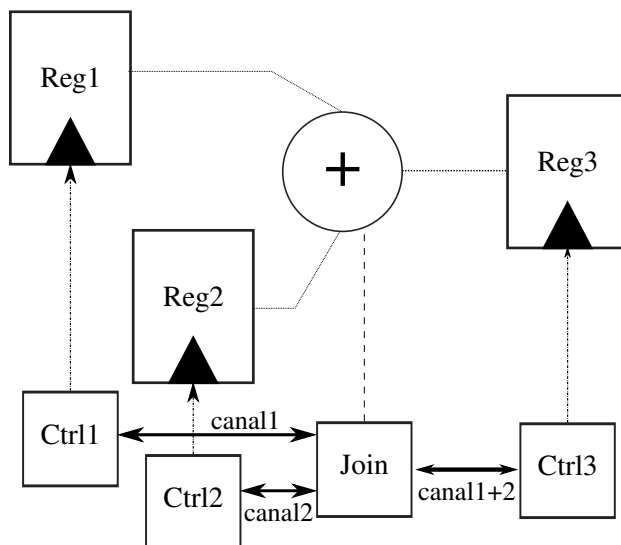 Reg1
+
Reg3
Reg2
Ctrl1
canal1
Join
Ctrl3
Ctrl2
canal2
canal1+2